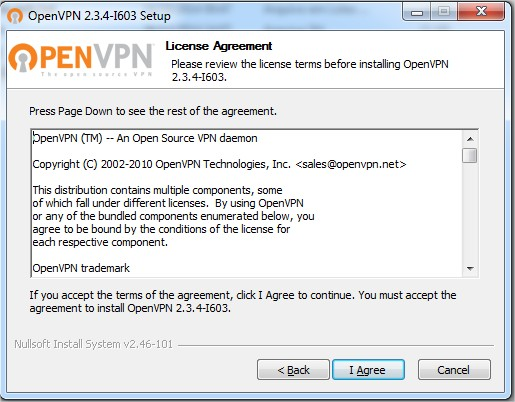 OpenVPN 2.3.4-I603 Setup
OPENVPN™
The open source VPN
License Agreement
Please review the license terms before installing OpenVPN
2.3.4-I603.
Press Page Down to see the rest of the agreement.
OpenVPN (TM) -- An Open Source VPN daemon
Copyright (C) 2002-2010 OpenVPN Technologies, Inc. <sales@openvpn.net>
This distribution contains multiple components, some
of which fall under different licenses.  By using OpenVPN
or any of the bundled components enumerated below, you
agree to be bound by the conditions of the license for
each respective component.
OpenVPN trademark
If you accept the terms of the agreement, click I Agree to continue. You must accept the
agreement to install OpenVPN 2.3.4-I603.
Nullsoft Install System v2.46-101
< Back
I Agree
Cancel